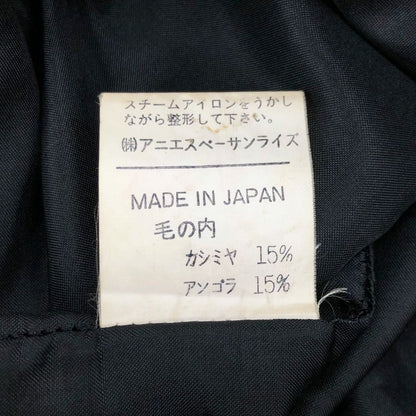 スチームアイロンをうかし
ながら整形して下さい。
㈱アニエスベーサンライズ
MADE IN JAPAN
毛の内
カシミヤ 15%
アンゴラ 15%